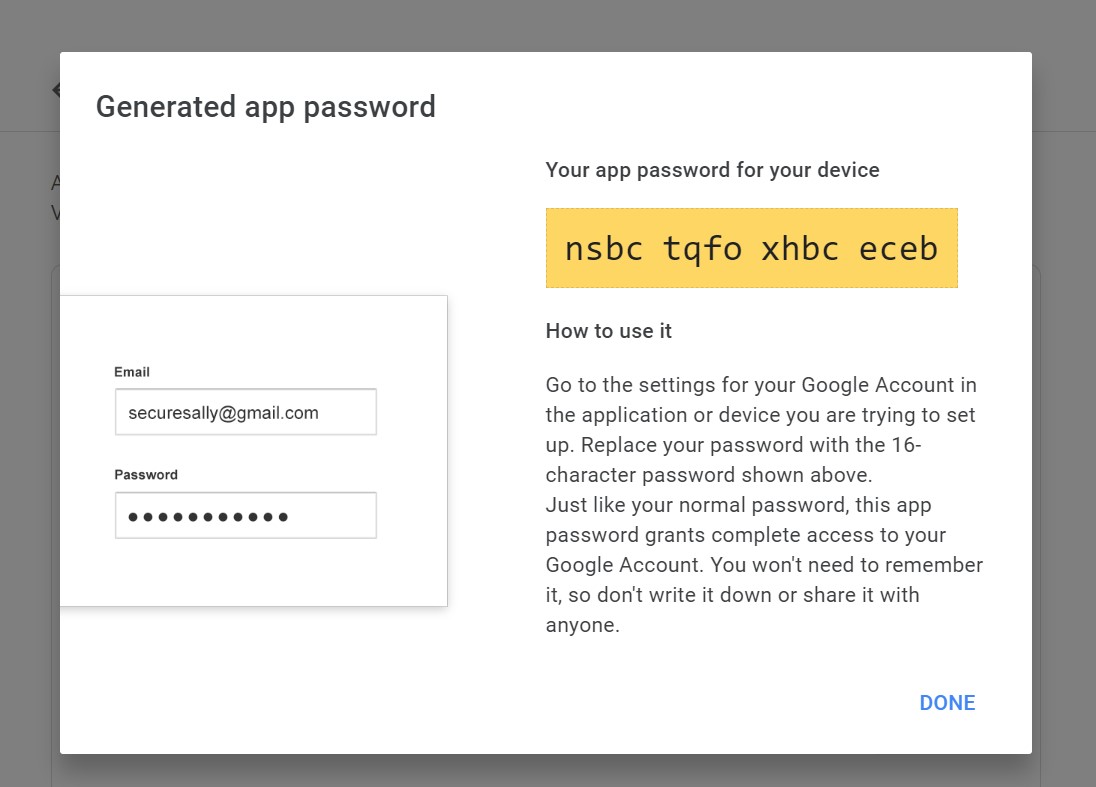 Generated app password
Your app password for your device
nsbc tqfo xhbc eceb
Email
securesally@gmail.com
Password
How to use it
Go to the settings for your Google Account in
the application or device you are trying to set
up. Replace your password with the 16-
character password shown above.
Just like your normal password, this app
password grants complete access to your
Google Account. You won't need to remember
it, so don't write it down or share it with
anyone.
DONE